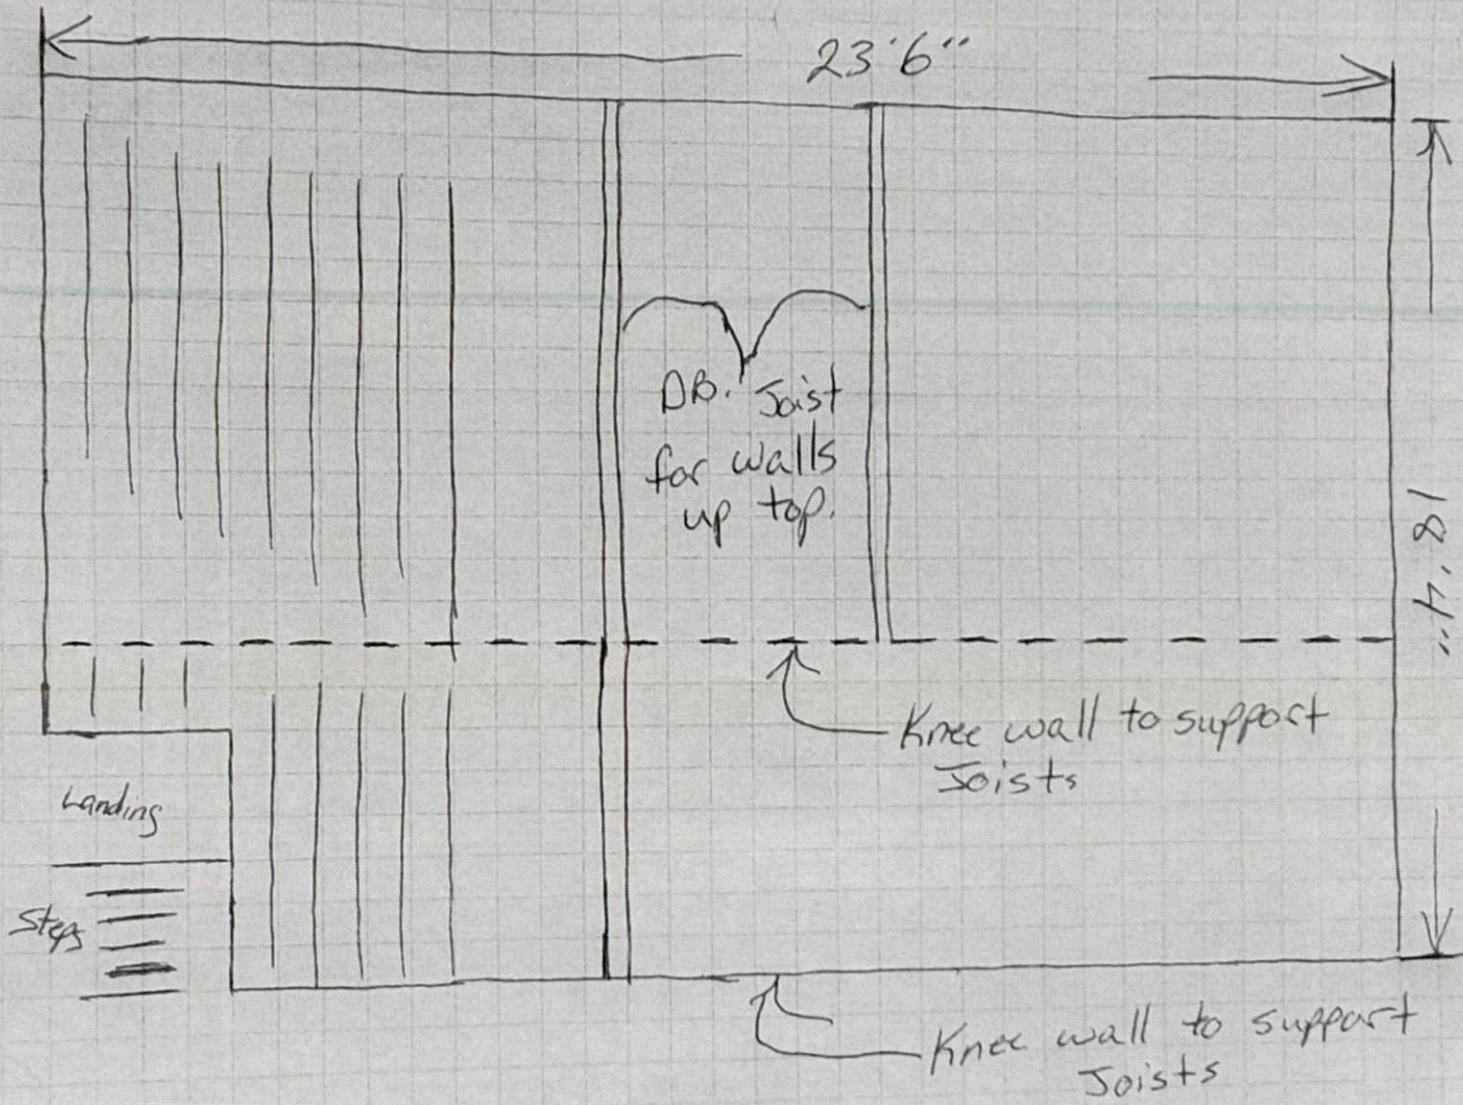 23'6"
DB. Joist
for walls
up top.
18'4"
Knee wall to support
Joists
Landing
Steps
Knee wall to support
Joists